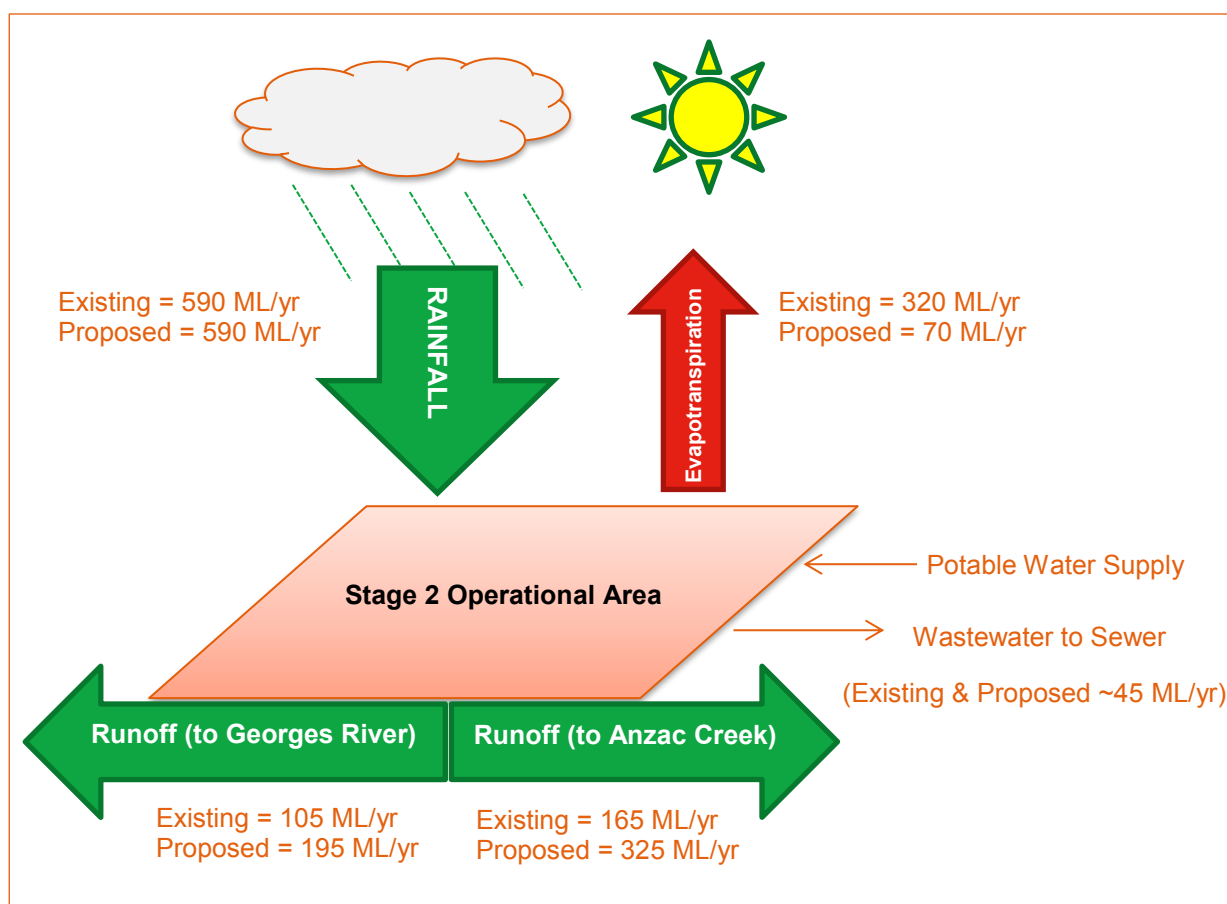 Existing = 590 ML/yr
Proposed = 590 ML/yr
RAINFALL
Evapotranspiration
Existing = 320 ML/yr
Proposed = 70 ML/yr
Stage 2 Operational Area
Potable Water Supply
Wastewater to Sewer
(Existing & Proposed ~45 ML/yr)
Runoff (to Georges River)
Runoff (to Anzac Creek)
Existing = 105 ML/yr
Proposed = 195 ML/yr
Existing = 165 ML/yr
Proposed = 325 ML/yr